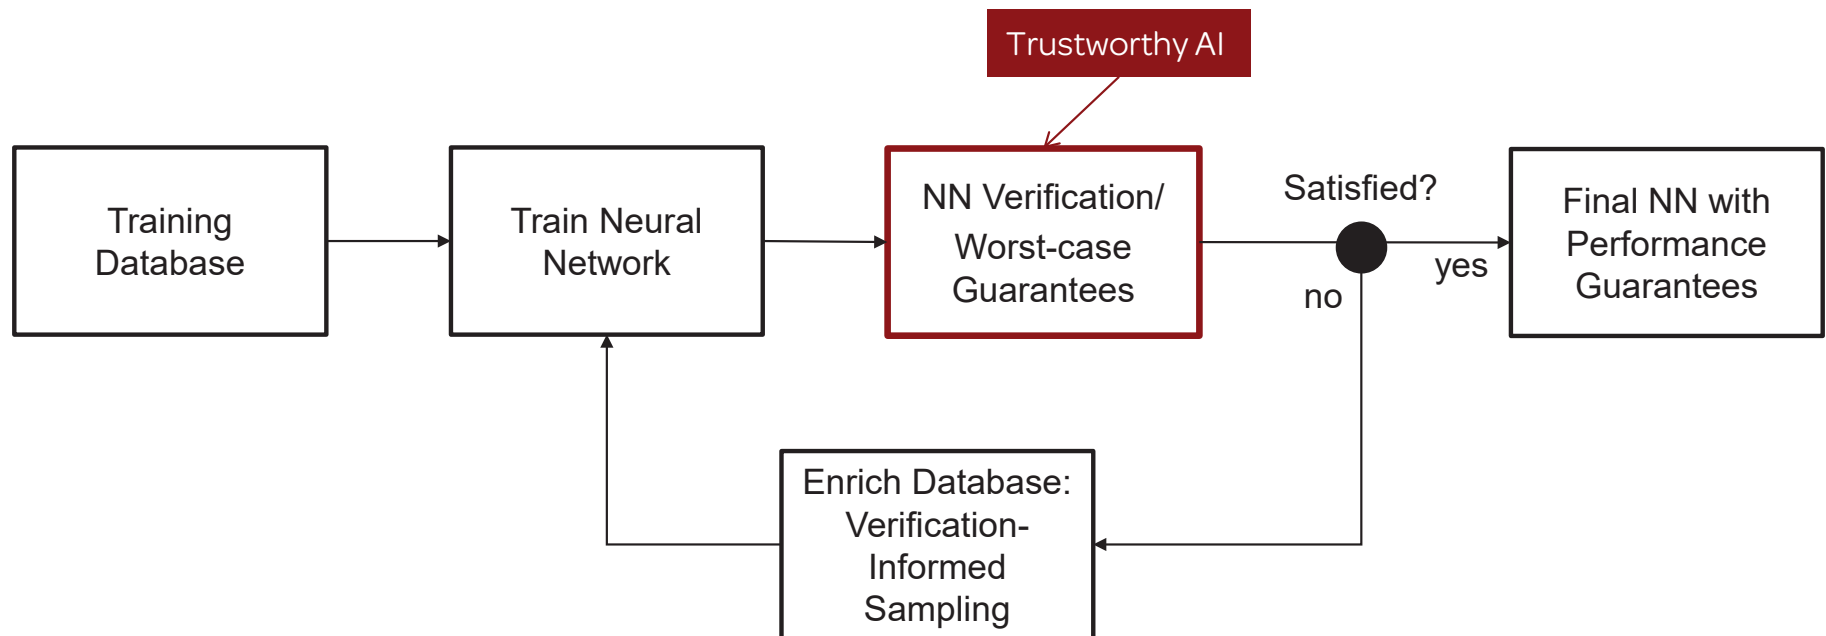 Trustworthy AI
Training
Database
Train Neural
Network
NN Verification/
Worst-case
Guarantees
Satisfied?
yes
no
Final NN with
Performance
Guarantees
Enrich Database:
Verification-
Informed
Sampling